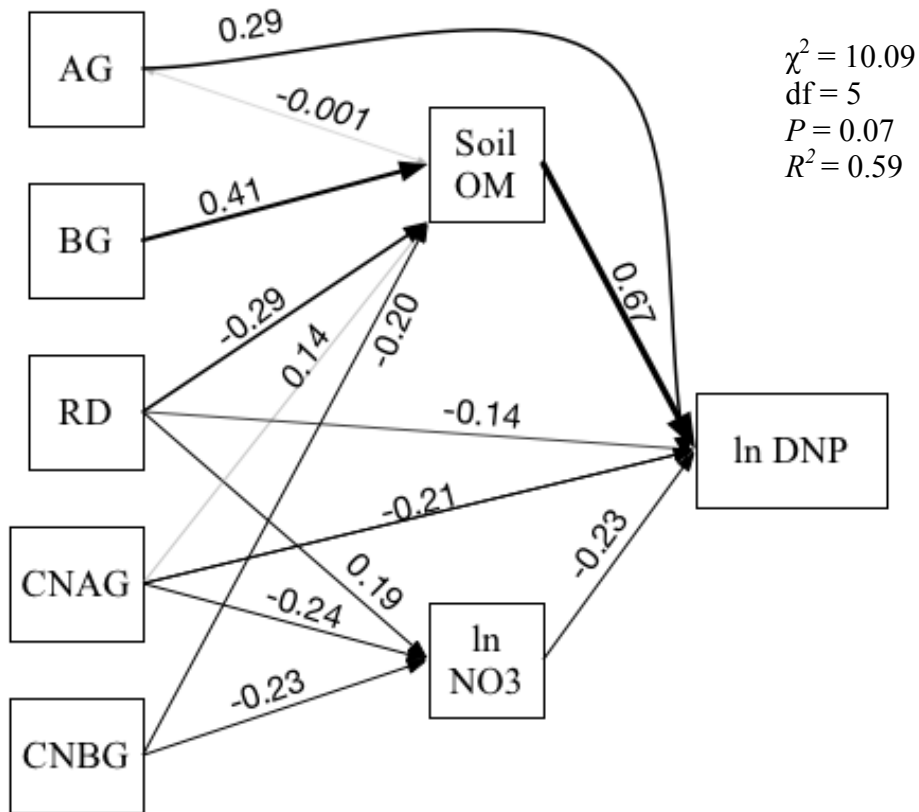 AG
BG
RD
CNAG
CNBG
Soil
OM
ln
NO3
ln DNP
0.29
-0.001
0.41
-0.29
0.14
-0.20
0.67
-0.14
-0.21
0.19
-0.24
-0.23
-0.23
χ² = 10.09
df = 5
P = 0.07
R² = 0.59